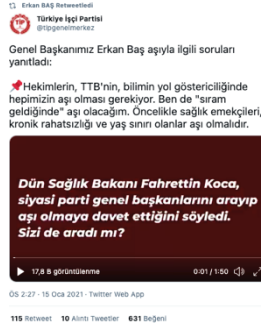 Erkan BAŞ Retweetledi
Türkiye İşçi Partisi
@tipgenelmerkez
Genel Başkanımız Erkan Baş aşıyla ilgili soruları
yanıtladı:
📌Hekimlerin, TTB'nin, bilimin yol göstericiliğinde
hepimizin aşı olması gerekiyor. Ben de "sıram
geldiğinde" aşı olacağım. Öncelikle sağlık emekçileri,
kronik rahatsızlığı ve yaş sınırı olanlar aşı olmalıdır.
Dün Sağlık Bakanı Fahrettin Koca,
siyasi parti genel başkanlarını arayıp
aşı olmaya davet ettiğini söyledi.
Sizi de aradı mı?
17,8 B görüntülenme
0:01 / 1:50
ÖS 2:27 · 15 Oca 2021 · Twitter Web App
115 Retweet 10 Alıntı Tweetler 631 Beğeni